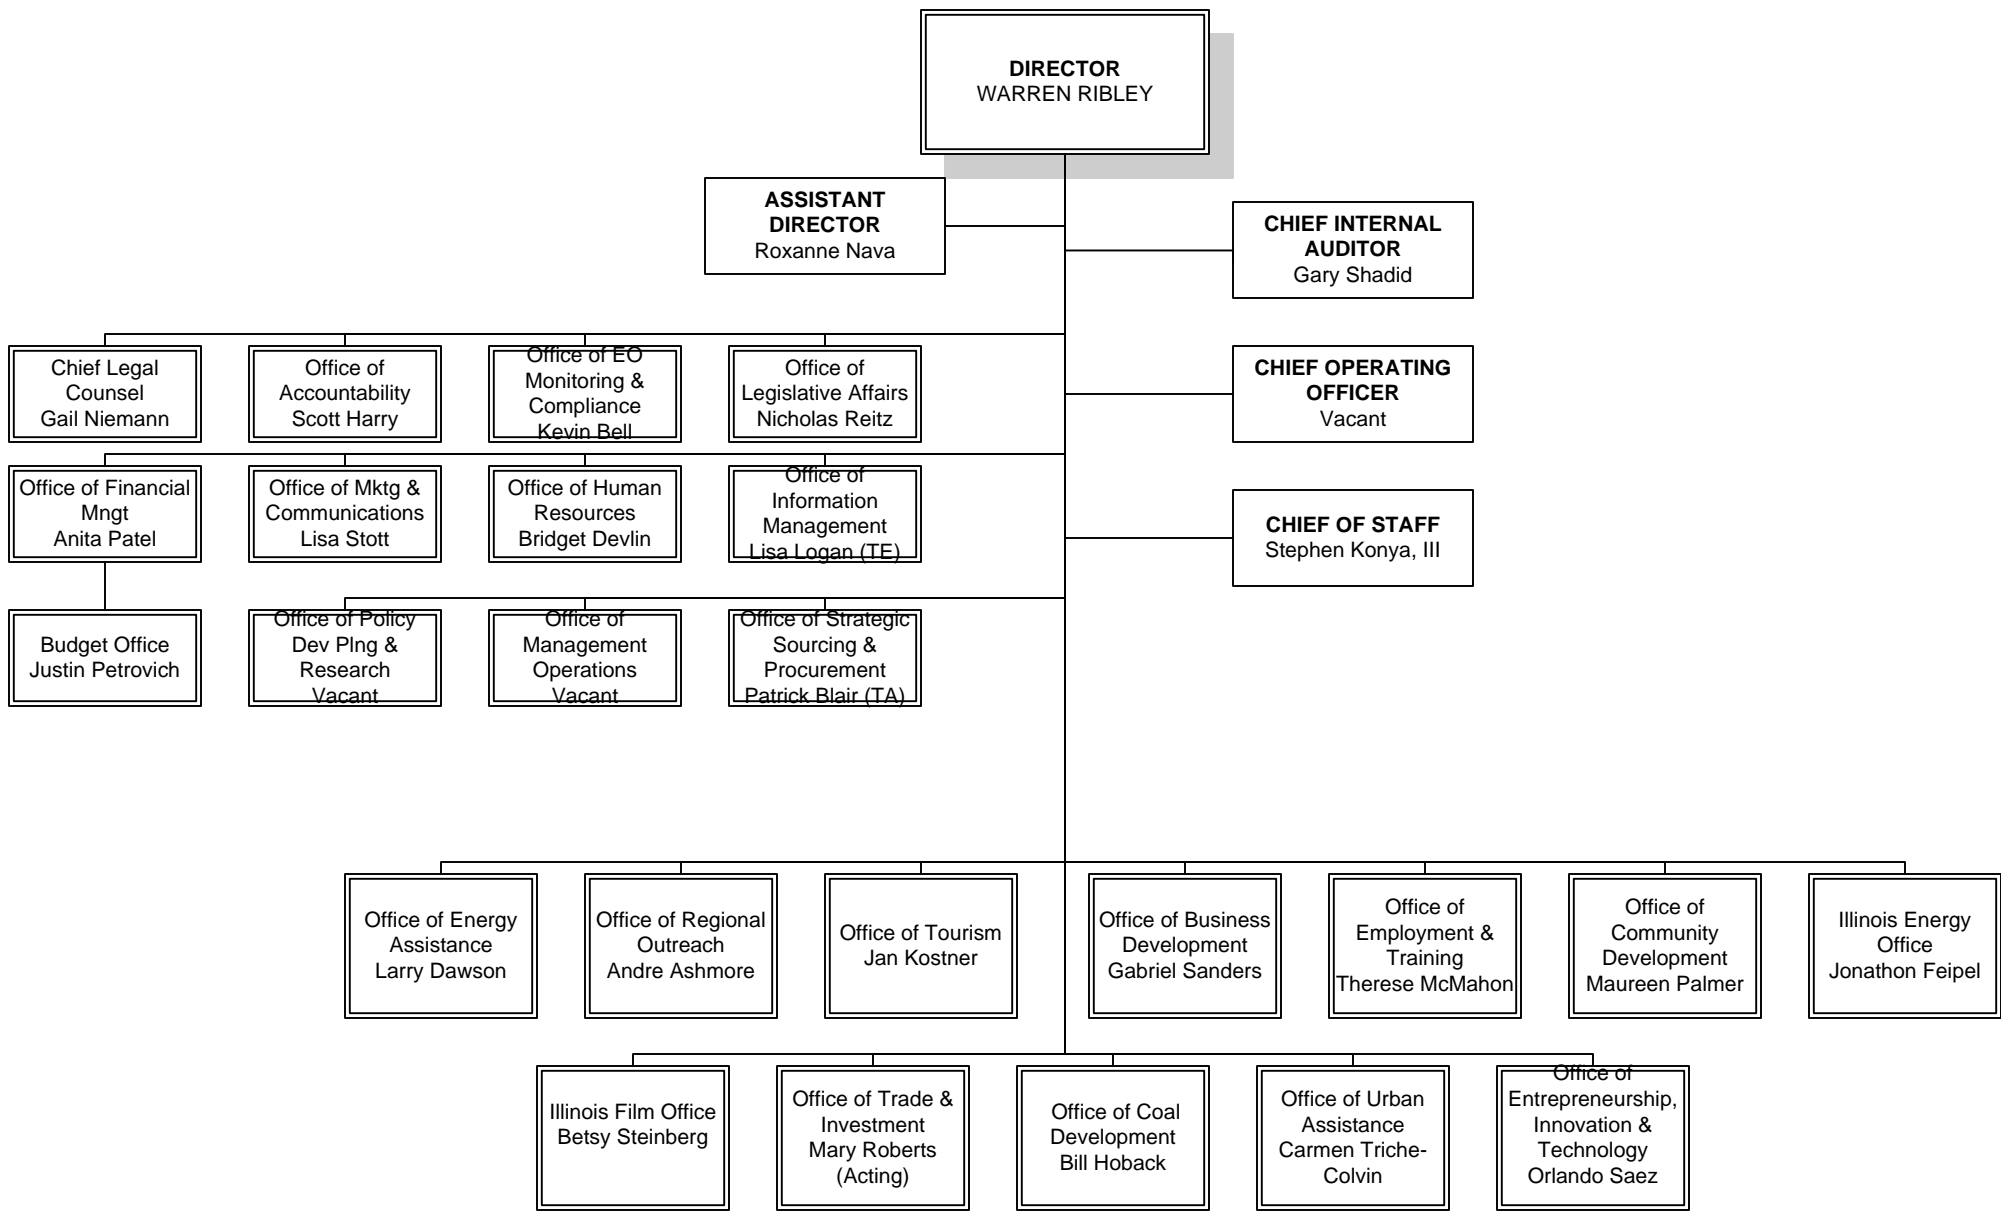 DIRECTOR
WARREN RIBLEY
ASSISTANT
DIRECTOR
Roxanne Nava
CHIEF INTERNAL
AUDITOR
Gary Shadid
Chief Legal
Counsel
Gail Niemann
Office of
Accountability
Scott Harry
Office of EO
Monitoring &
Compliance
Kevin Bell
Office of
Legislative Affairs
Nicholas Reitz
CHIEF OPERATING
OFFICER
Vacant
Office of Financial
Mngt
Anita Patel
Office of Mktg &
Communications
Lisa Stott
Office of Human
Resources
Bridget Devlin
Office of
Information
Management
Lisa Logan (TE)
CHIEF OF STAFF
Stephen Konya, III
Budget Office
Justin Petrovich
Office of Policy
Dev Plng &
Research
Vacant
Office of
Management
Operations
Vacant
Office of Strategic
Sourcing &
Procurement
Patrick Blair (TA)
Office of Energy
Assistance
Larry Dawson
Office of Regional
Outreach
Andre Ashmore
Office of Tourism
Jan Kostner
Office of Business
Development
Gabriel Sanders
Office of
Employment &
Training
Therese McMahon
Office of
Community
Development
Maureen Palmer
Illinois Energy
Office
Jonathon Feipel
Illinois Film Office
Betsy Steinberg
Office of Trade &
Investment
Mary Roberts
(Acting)
Office of Coal
Development
Bill Hoback
Office of Urban
Assistance
Carmen Triche-
Colvin
Office of
Entrepreneurship,
Innovation &
Technology
Orlando Saez